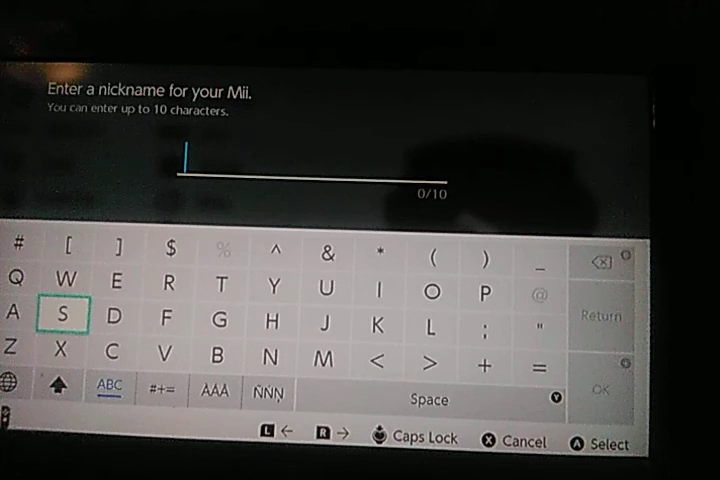 Enter a nickname for your Mii.
You can enter up to 10 characters.
0/10
# [ ] $ % ^ & * ( ) _
Q W E R T Y U I O P @
A S D F G H J K L ; "
Z X C V B N M < > + =
Return
OK
ABC #+= ÀÁÂ ÑŃŅ Space Y
L ← R → Caps Lock X Cancel A Select